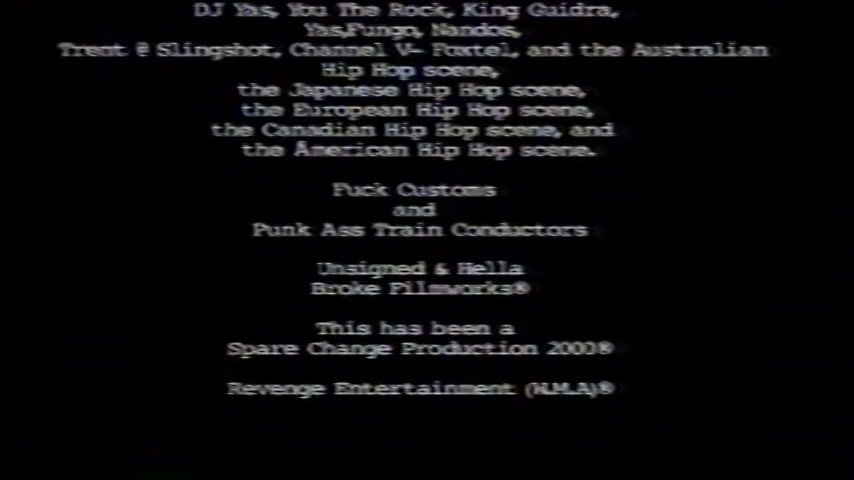 DJ Yas, You The Rock, King Guidra,
Yas,Fungo, Nandos,
Trent @ Slingshot, Channel V- Foxtel, and the Australian
Hip Hop scene,
the Japanese Hip Hop scene,
the European Hip Hop scene,
the Canadian Hip Hop scene, and
the American Hip Hop scene.
Fuck Customs
and
Punk Ass Train Conductors
Unsigned & Hella
Broke Filmworks®
This has been a
Spare Change Production 2000®
Revenge Entertainment (N.M.A)®